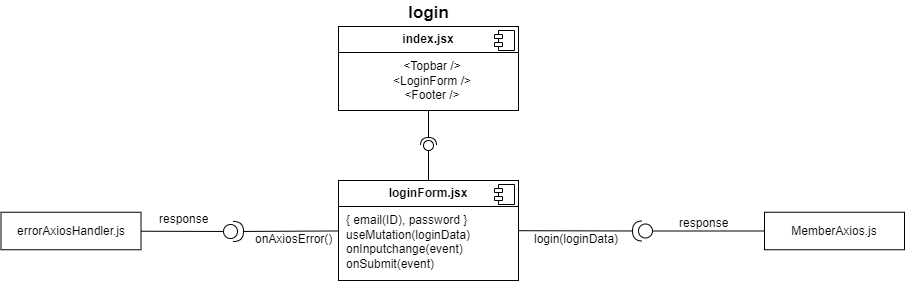 login
index.jsx
<Topbar />
<LoginForm />
<Footer />
loginForm.jsx
{ email(ID), password }
useMutation(loginData)
onInputchange(event)
onSubmit(event)
errorAxiosHandler.js
response
onAxiosError()
login(loginData)
response
MemberAxios.js